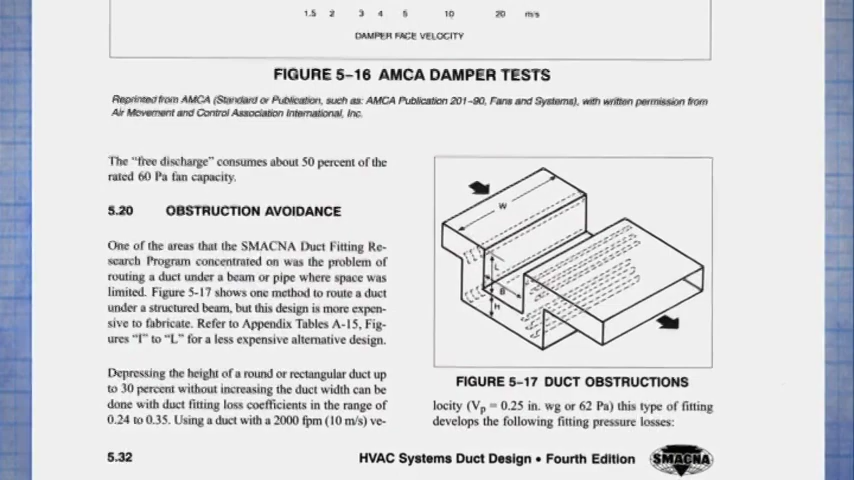 1.5 2 3 4 5 10 20 m/s
DAMPER FACE VELOCITY
FIGURE 5–16 AMCA DAMPER TESTS
Reprinted from AMCA (Standard or Publication, such as: AMCA Publication 201–90, Fans and Systems), with written permission from
Air Movement and Control Association International, Inc.
The “free discharge” consumes about 50 percent of the
rated 60 Pa fan capacity.
5.20 OBSTRUCTION AVOIDANCE
One of the areas that the SMACNA Duct Fitting Re-
search Program concentrated on was the problem of
routing a duct under a beam or pipe where space was
limited. Figure 5-17 shows one method to route a duct
under a structured beam, but this design is more expen-
sive to fabricate. Refer to Appendix Tables A-15, Fig-
ures “I” to “L” for a less expensive alternative design.
Depressing the height of a round or rectangular duct up
to 30 percent without increasing the duct width can be
done with duct fitting loss coefficients in the range of
0.24 to 0.35. Using a duct with a 2000 fpm (10 m/s) ve-
W
L
B
H
FIGURE 5–17 DUCT OBSTRUCTIONS
locity (Vp = 0.25 in. wg or 62 Pa) this type of fitting
develops the following fitting pressure losses:
5.32
HVAC Systems Duct Design • Fourth Edition
SMACNA